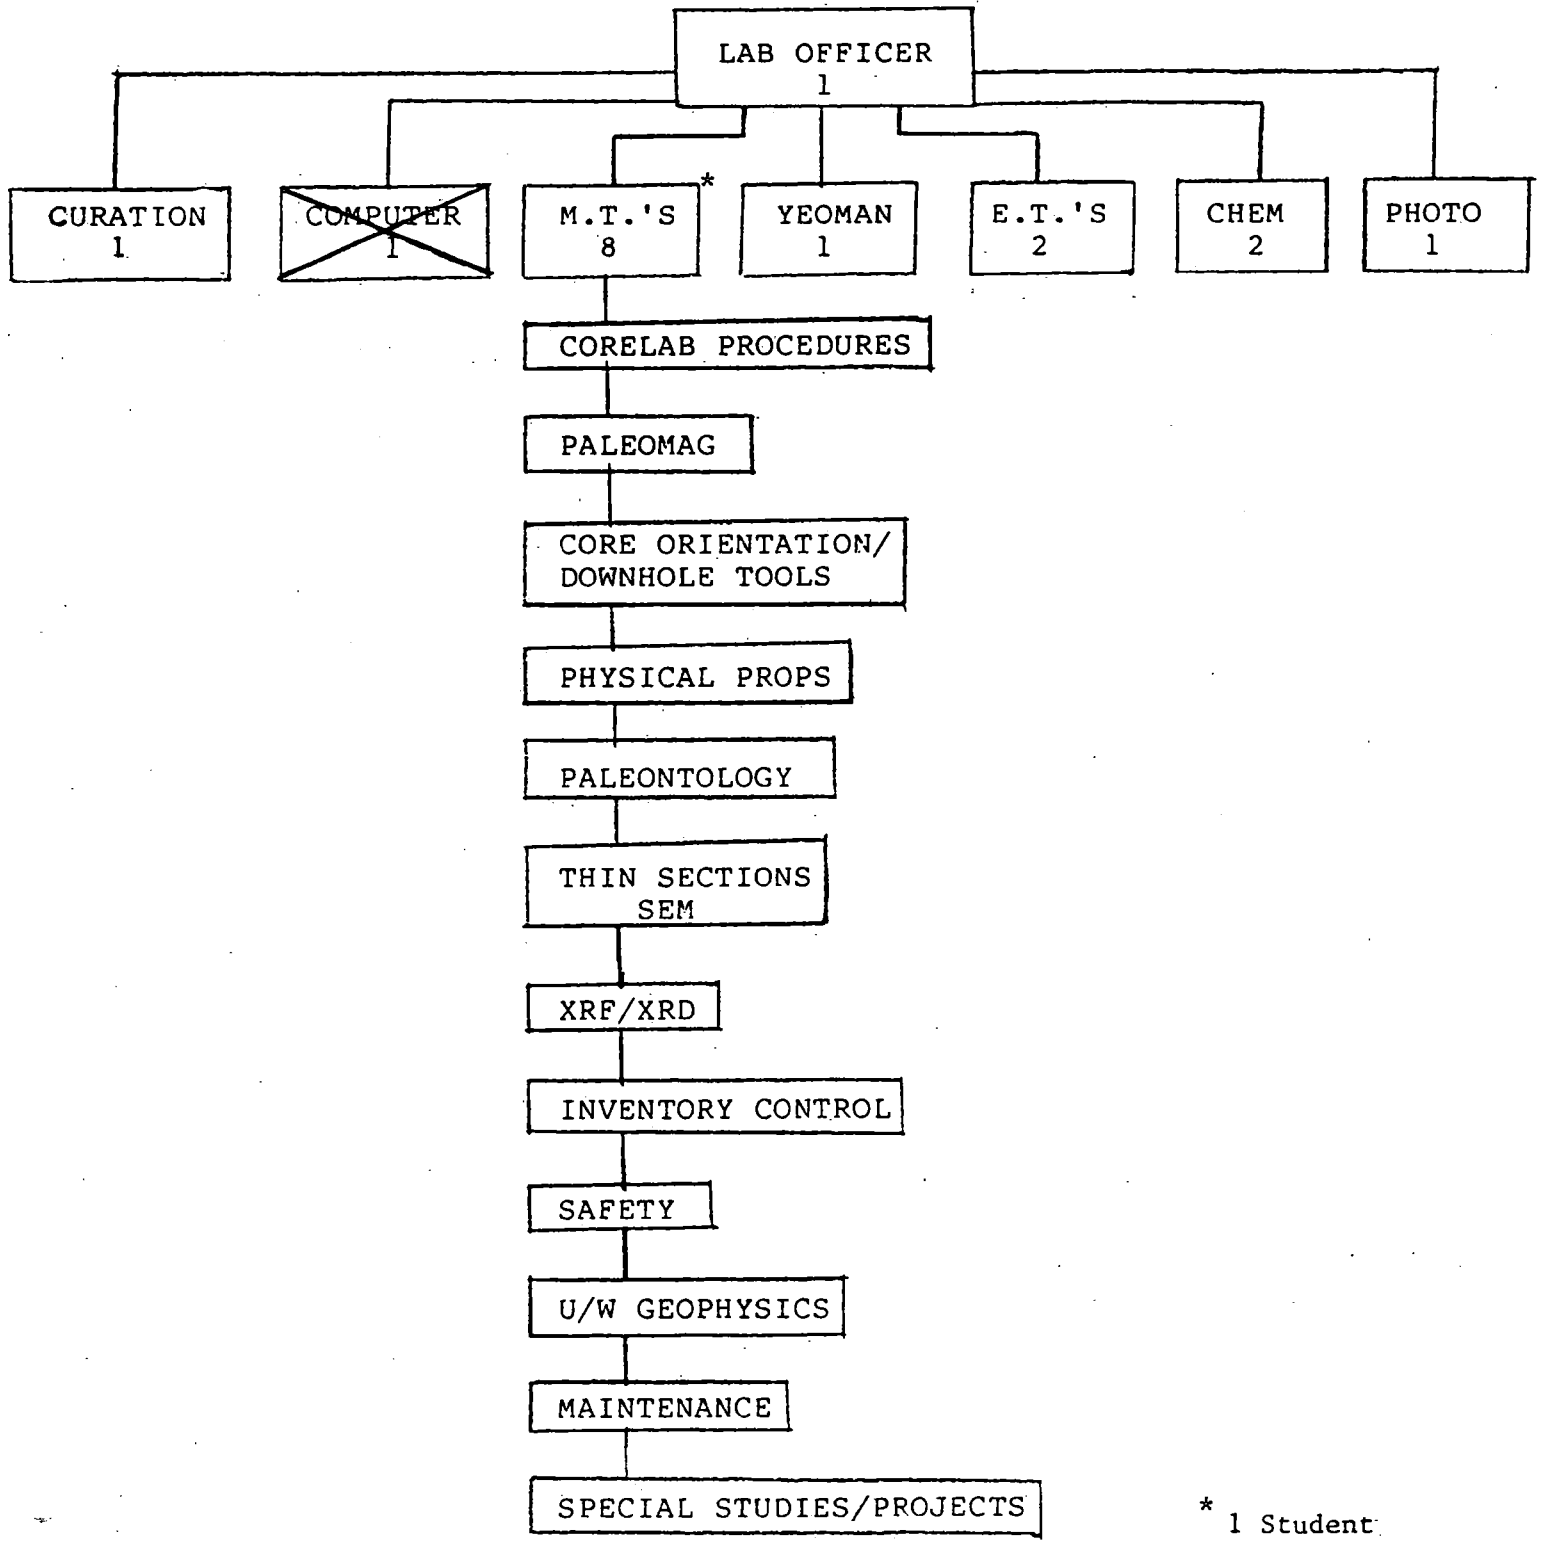 LAB OFFICER
1
CURATION
1
COMPUTER
1
M.T.'S *
8
YEOMAN
1
E.T.'S
2
CHEM
2
PHOTO
1
CORELAB PROCEDURES
PALEOMAG
CORE ORIENTATION/
DOWNHOLE TOOLS
PHYSICAL PROPS
PALEONTOLOGY
THIN SECTIONS
SEM
XRF/XRD
INVENTORY CONTROL
SAFETY
U/W GEOPHYSICS
MAINTENANCE
SPECIAL STUDIES/PROJECTS
* 1 Student